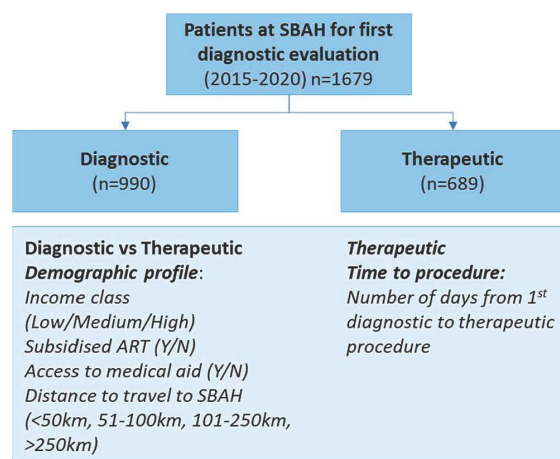 Patients at SBAH for first
diagnostic evaluation
(2015-2020) n=1679
Diagnostic
(n=990)
Therapeutic
(n=689)
Diagnostic vs Therapeutic
Demographic profile:
Income class
(Low/Medium/High)
Subsidised ART (Y/N)
Access to medical aid (Y/N)
Distance to travel to SBAH
(<50km, 51-100km, 101-250km,
>250km)
Therapeutic
Time to procedure:
Number of days from 1st
diagnostic to therapeutic
procedure